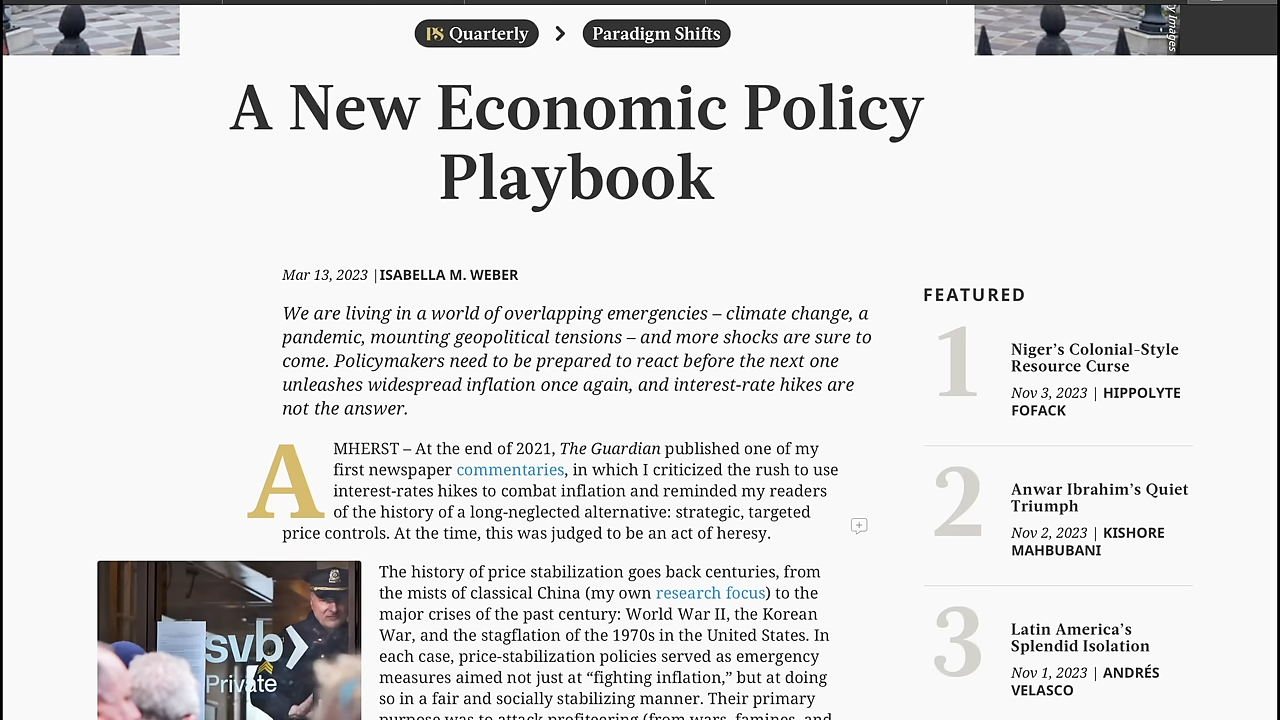 y Images
PS Quarterly
Paradigm Shifts
A New Economic Policy
Playbook
Mar 13, 2023 | ISABELLA M. WEBER
We are living in a world of overlapping emergencies – climate change, a
pandemic, mounting geopolitical tensions – and more shocks are sure to
come. Policymakers need to be prepared to react before the next one
unleashes widespread inflation once again, and interest-rate hikes are
not the answer.
AMHERST – At the end of 2021, The Guardian published one of my
first newspaper commentaries, in which I criticized the rush to use
interest-rates hikes to combat inflation and reminded my readers
of the history of a long-neglected alternative: strategic, targeted
price controls. At the time, this was judged to be an act of heresy.
svb
Private
The history of price stabilization goes back centuries, from
the mists of classical China (my own research focus) to the
major crises of the past century: World War II, the Korean
War, and the stagflation of the 1970s in the United States. In
each case, price-stabilization policies served as emergency
measures aimed not just at “fighting inflation,” but at doing
so in a fair and socially stabilizing manner. Their primary
purpose was to attack profiteering (from wars, famines, and
FEATURED
1
Niger’s Colonial-Style
Resource Curse
Nov 3, 2023 | HIPPOLYTE
FOFACK
2
Anwar Ibrahim’s Quiet
Triumph
Nov 2, 2023 | KISHORE
MAHBUBANI
3
Latin America’s
Splendid Isolation
Nov 1, 2023 | ANDRÉS
VELASCO